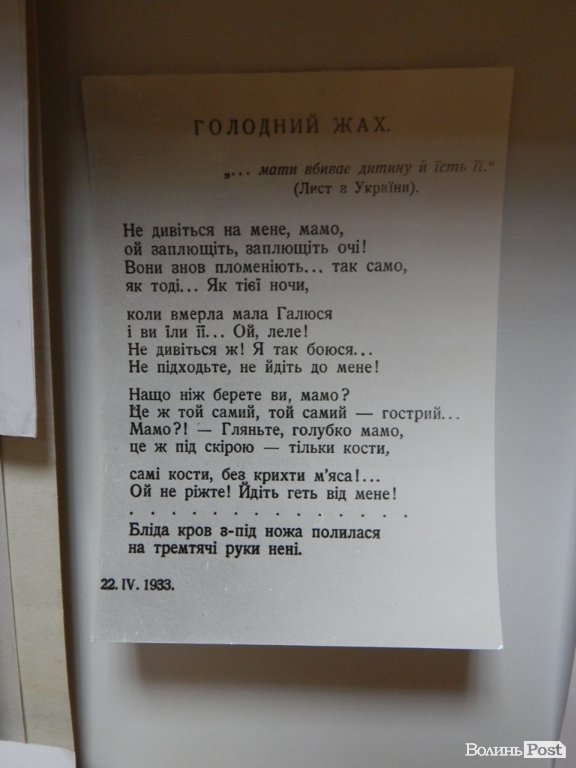 ГОЛОДНИЙ ЖАХ.
„... мати вбиває дитину й їсть її.“
(Лист з України).
Не дивіться на мене, мамо,
ой заплющіть, заплющіть очі!
Вони знов пломеніють... так само,
як тоді... Як тієї ночи,
коли вмерла мала Галюся
і ви їли її... Ой, леле!
Не дивіться ж! Я так боюся...
Не підходьте, не йдіть до мене!
Нащо ніж берете ви, мамо?
Це ж той самий, той самий — гострий...
Мамо?! — Гляньте, голубко мамо,
це ж під скірою — тільки кости,
самі кости, без крихти м'яса!...
Ой не ріжте! Йдіть геть від мене!
. . . . . . . . . . . . . .
Бліда кров з-під ножа полилася
на тремтячі руки нені.
22. IV. 1933.
ВолиньPost